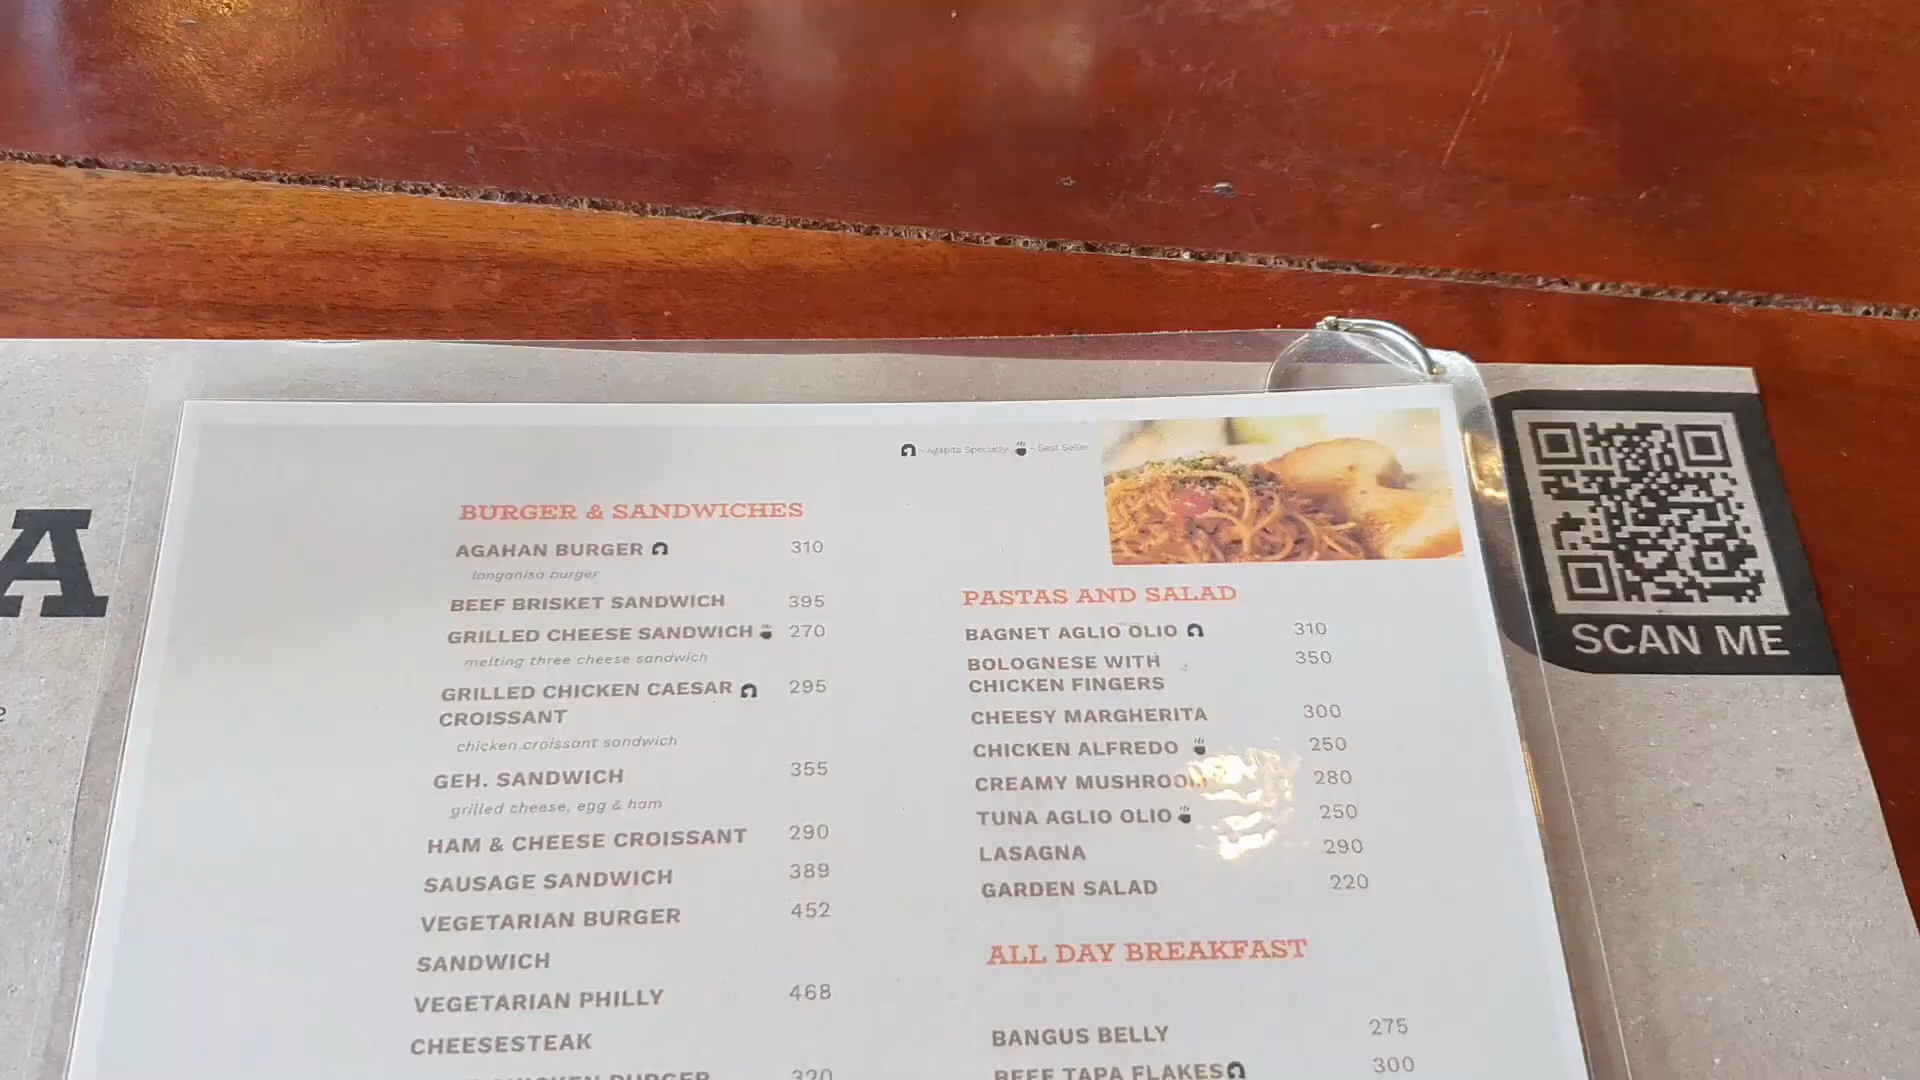 A
- Agapita Specialty - Best Seller
BURGER & SANDWICHES
AGAHAN BURGER 310
longanisa burger
BEEF BRISKET SANDWICH 395
GRILLED CHEESE SANDWICH 270
melting three cheese sandwich
GRILLED CHICKEN CAESAR 295
CROISSANT
chicken croissant sandwich
GEH. SANDWICH 355
grilled cheese, egg & ham
HAM & CHEESE CROISSANT 290
SAUSAGE SANDWICH 389
VEGETARIAN BURGER 452
SANDWICH
VEGETARIAN PHILLY 468
CHEESESTEAK
CHICKEN BURGER 320
PASTAS AND SALAD
BAGNET AGLIO OLIO 310
BOLOGNESE WITH 350
CHICKEN FINGERS
CHEESY MARGHERITA 300
CHICKEN ALFREDO 250
CREAMY MUSHROOM 280
TUNA AGLIO OLIO 250
LASAGNA 290
GARDEN SALAD 220
ALL DAY BREAKFAST
BANGUS BELLY 275
BEEF TAPA FLAKES 300
SCAN ME